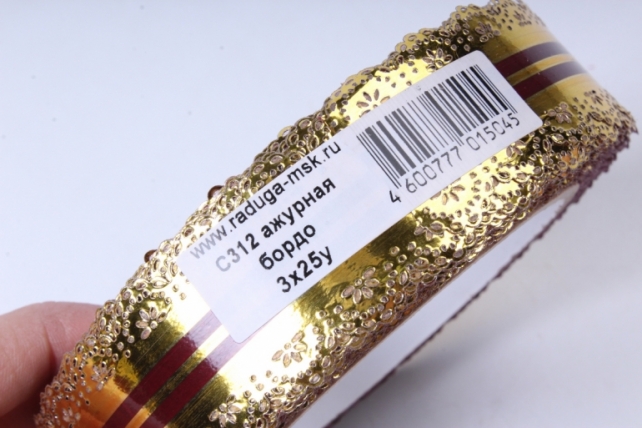 www.raduga-msk.ru
С312 ажурная
бордо
3х25у
4 600777 015045